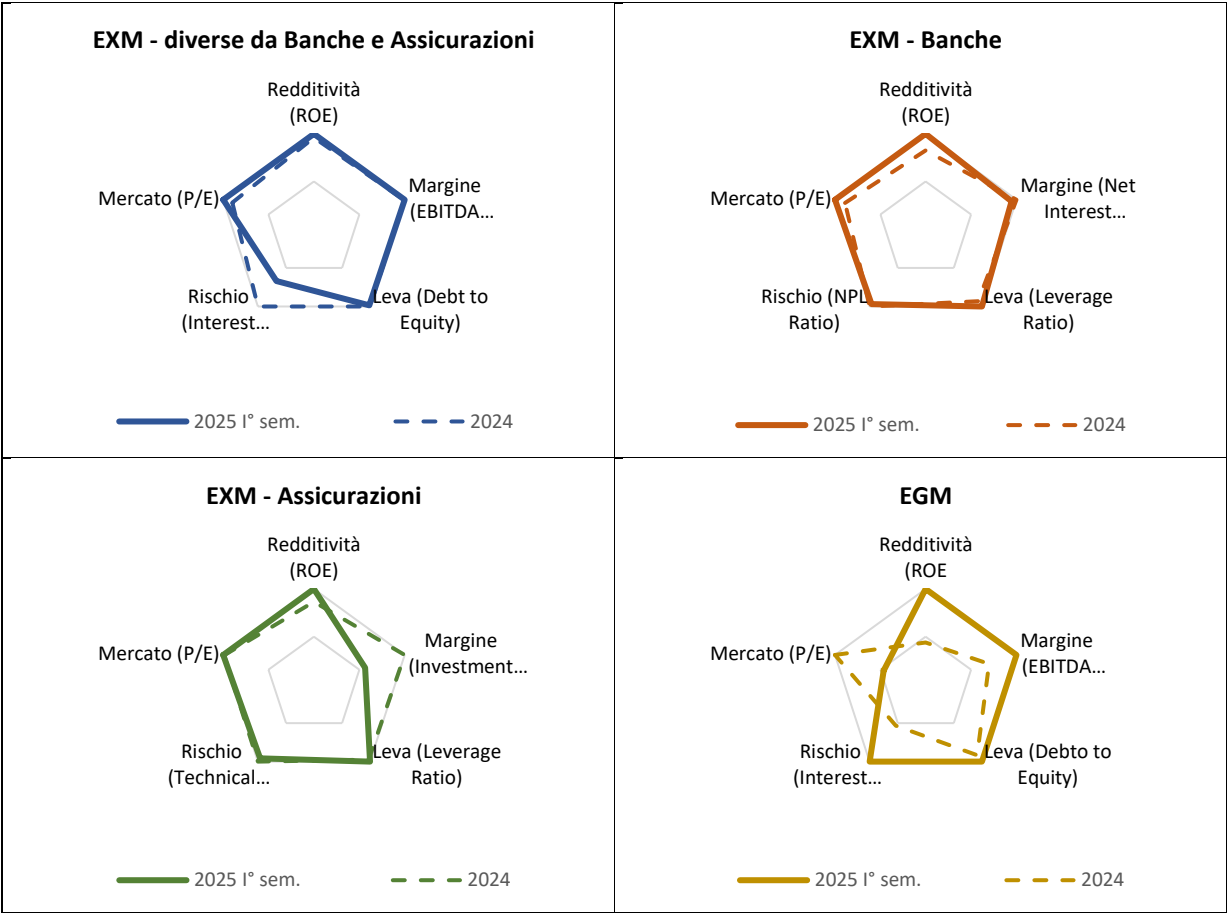 EXM - diverse da Banche e Assicurazioni
Redditività
(ROE)
Mercato (P/E)
Margine
(EBITDA...
Rischio
(Interest...
Leva (Debt to
Equity)
2025 I° sem.
2024
EXM - Banche
Redditività
(ROE)
Mercato (P/E)
Margine (Net
Interest...
Rischio (NPL
Ratio)
Leva (Leverage
Ratio)
2025 I° sem.
2024
EXM - Assicurazioni
Redditività
(ROE)
Mercato (P/E)
Margine
(Investment...
Rischio
(Technical...
Leva (Leverage
Ratio)
2025 I° sem.
2024
EGM
Redditività
(ROE
Mercato (P/E)
Margine
(EBITDA...
Rischio
(Interest...
Leva (Debto to
Equity)
2025 I° sem.
2024